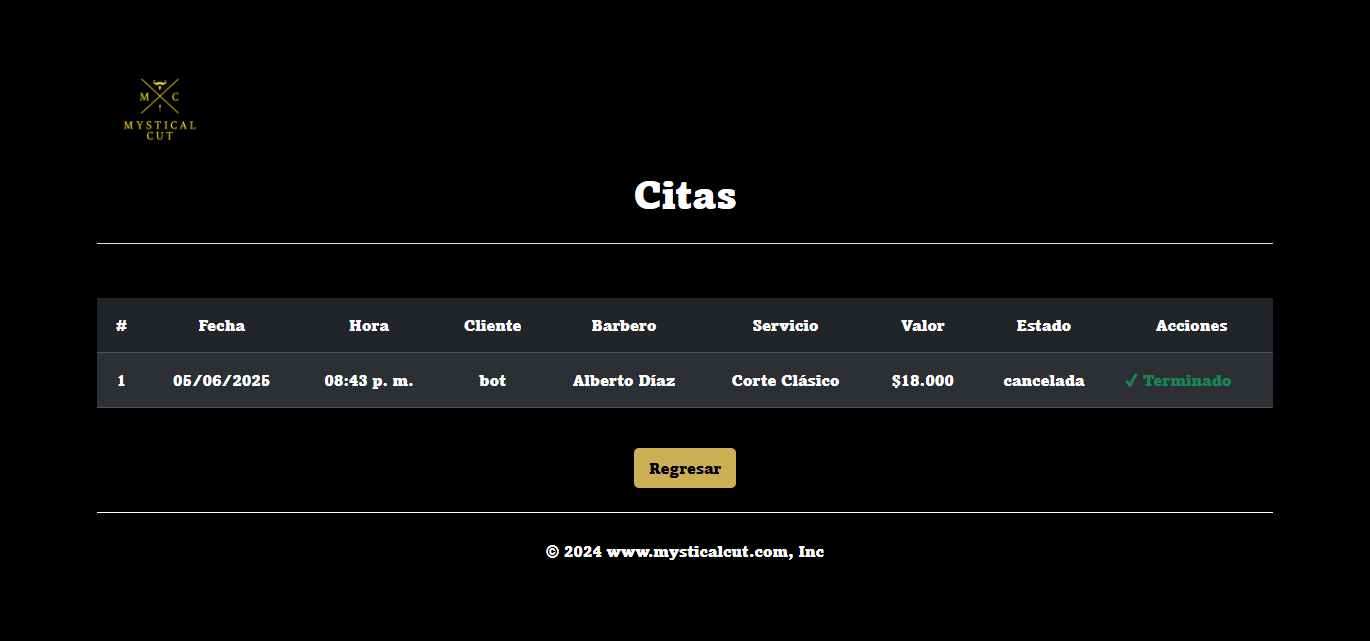 M C
MYSTICAL
CUT
Citas
# Fecha Hora Cliente Barbero Servicio Valor Estado Acciones
1 05/06/2025 08:43 p. m. bot Alberto Díaz Corte Clásico $18.000 cancelada ✓ Terminado
Regresar
© 2024 www.mysticalcut.com, Inc